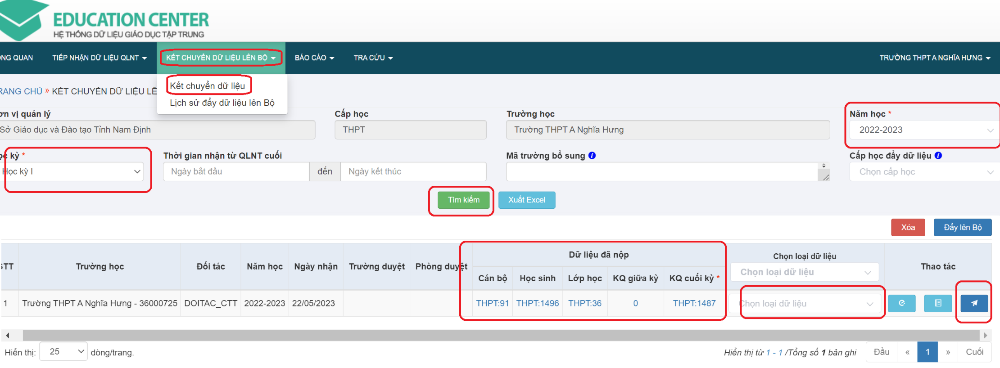 EDUCATION CENTER
HỆ THỐNG DỮ LIỆU GIÁO DỤC TẬP TRUNG
ONG QUAN TIẾP NHẬN DỮ LIỆU QLNT KẾT CHUYỂN DỮ LIỆU LÊN BỘ BÁO CÁO TRA CỨU TRƯỜNG THPT A NGHĨA HƯNG
Kết chuyển dữ liệu
Lịch sử đẩy dữ liệu lên Bộ
RANG CHỦ » KẾT CHUYỂN DỮ LIỆU LÊ
ơn vị quản lý Cấp học Trường học Năm học *
Sở Giáo dục và Đào tạo Tỉnh Nam Định THPT Trường THPT A Nghĩa Hưng 2022-2023
ọc kỳ * Thời gian nhận từ QLNT cuối Mã trường bổ sung Cấp học đẩy dữ liệu
Học kỳ I Ngày bắt đầu đến Ngày kết thúc Chọn cấp học
Tìm kiếm Xuất Excel
Xóa Đẩy lên Bộ
STT Trường học Đối tác Năm học Ngày nhận Trường duyệt Phòng duyệt Dữ liệu đã nộp Chọn loại dữ liệu Thao tác
Cán bộ Học sinh Lớp học KQ giữa kỳ KQ cuối kỳ * Chọn loại dữ liệu
1 Trường THPT A Nghĩa Hưng - 36000725 DOITAC_CTT 2022-2023 22/05/2023 THPT:91 THPT:1496 THPT:36 0 THPT:1487 Chọn loại dữ liệu
Hiển thị: 25 dòng/trang. Hiển thị từ 1 - 1 /Tổng số 1 bản ghi Đầu « 1 » Cuối